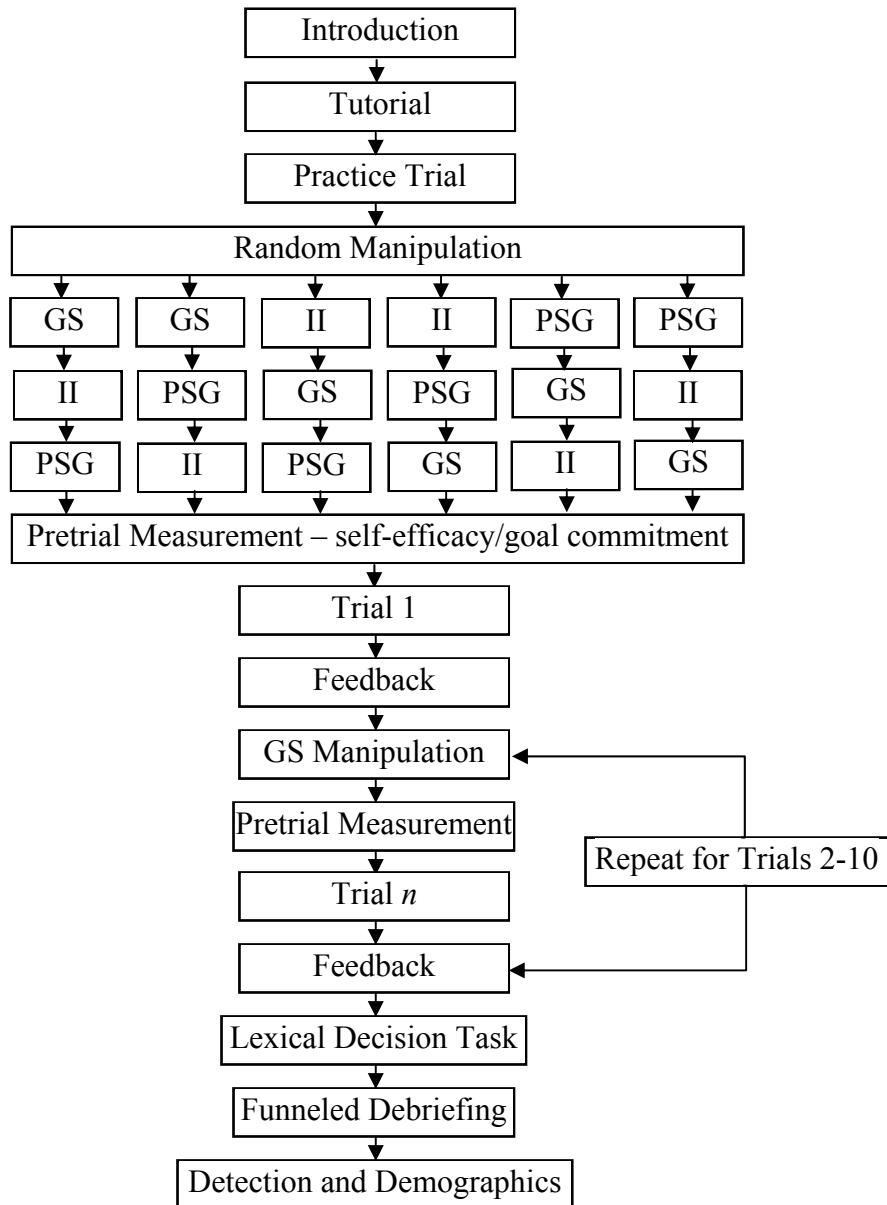 Introduction
Tutorial
Practice Trial
Random Manipulation
GS GS II II PSG PSG
II PSG GS PSG GS II
PSG II PSG GS II GS
Pretrial Measurement – self-efficacy/goal commitment
Trial 1
Feedback
GS Manipulation
Pretrial Measurement
Repeat for Trials 2-10
Trial n
Feedback
Lexical Decision Task
Funneled Debriefing
Detection and Demographics